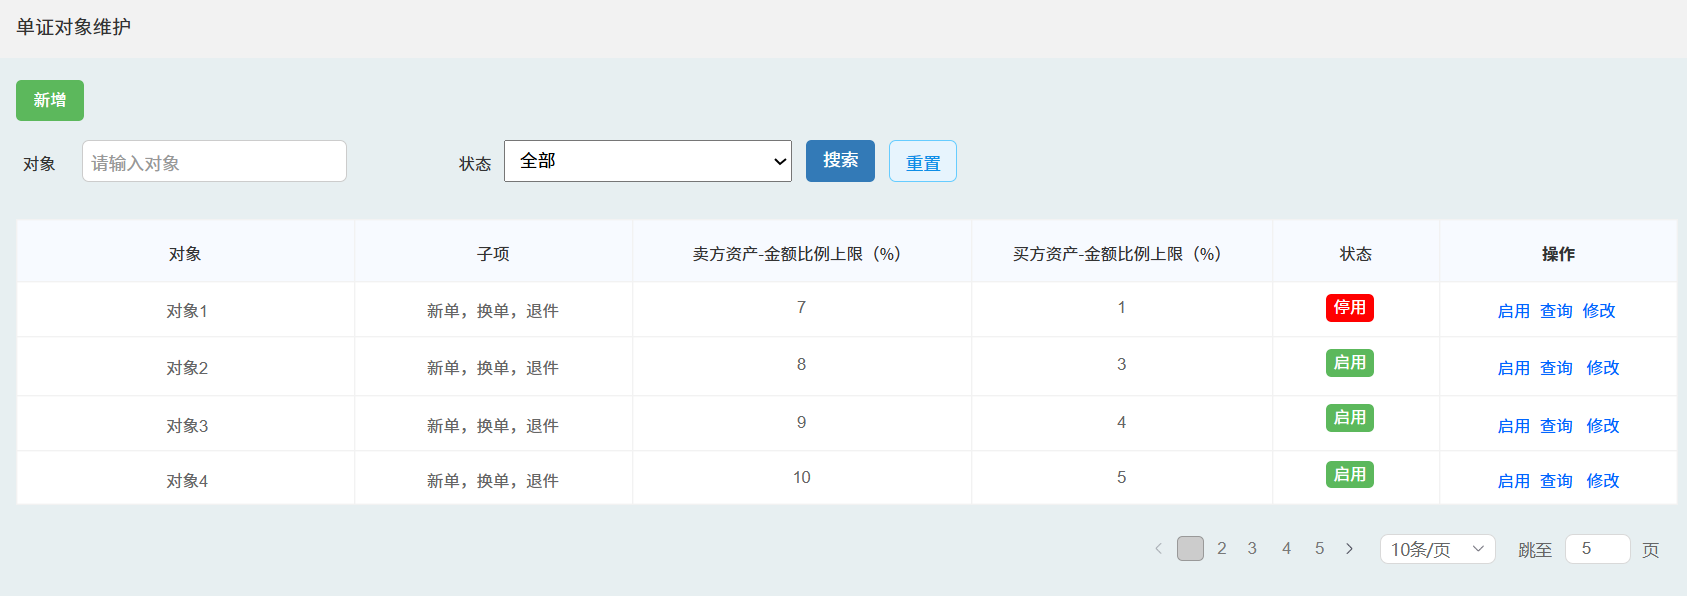 单证对象维护
新增
对象 请输入对象 状态 全部 搜索 重置
对象 子项 卖方资产-金额比例上限（%） 买方资产-金额比例上限（%） 状态 操作
对象1 新单，换单，退件 7 1 停用 启用 查询 修改
对象2 新单，换单，退件 8 3 启用 启用 查询 修改
对象3 新单，换单，退件 9 4 启用 启用 查询 修改
对象4 新单，换单，退件 10 5 启用 启用 查询 修改
2 3 4 5 10条/页 跳至 5 页